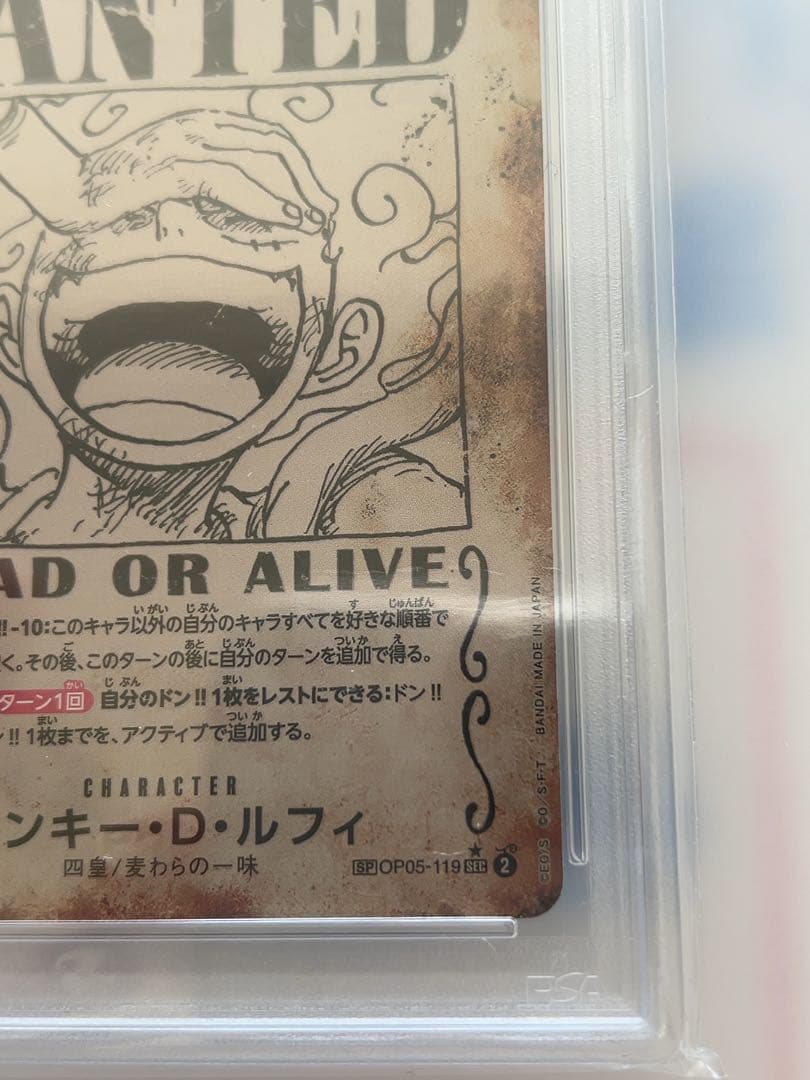 ANTED
AD OR ALIVE
!!-10:このキャラ以外の自分のキャラすべてを好きな順番で
く。その後、このターンの後に自分のターンを追加で得る。
ターン1回 自分のドン!!1枚をレストにできる:ドン!!
!!1枚までを、アクティブで追加する。
CHARACTER
ンキー・D・ルフィ
四皇/麦わらの一味
SP OP05-119 SEC 2
©EO/S ©O/S·F·T BANDAI MADE IN JAPAN
PSA